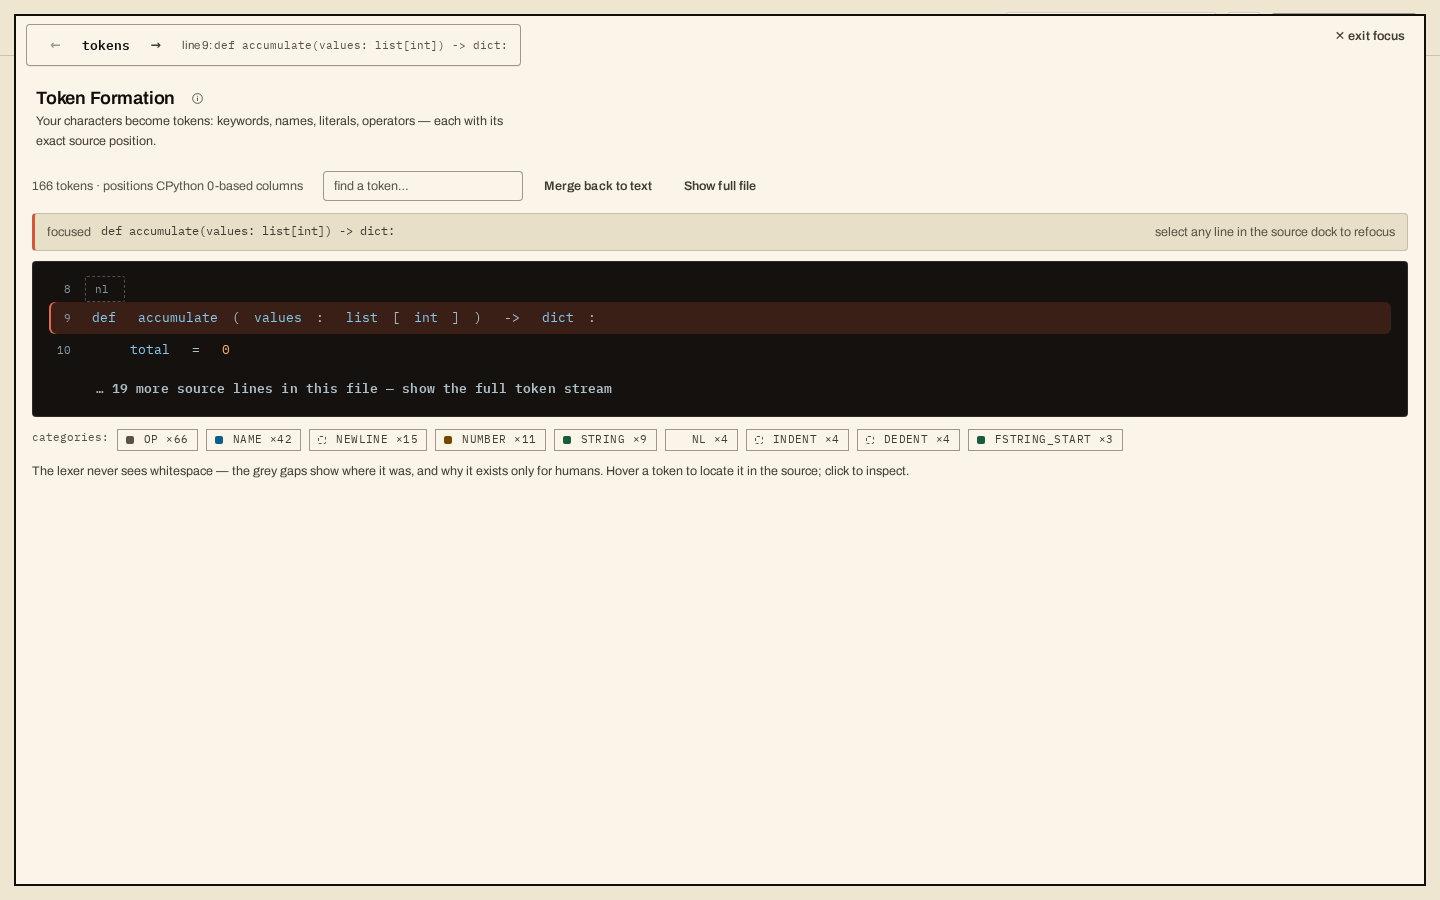 ← tokens → line 9: def accumulate(values: list[int]) -> dict:
✕ exit focus
Token Formation
Your characters become tokens: keywords, names, literals, operators — each with its
exact source position.
166 tokens · positions CPython 0-based columns
find a token...
Merge back to text
Show full file
focused def accumulate(values: list[int]) -> dict:
select any line in the source dock to refocus
8 nl
9 def accumulate ( values : list [ int ] ) -> dict :
10 total = 0
… 19 more source lines in this file — show the full token stream
categories: OP ×66 NAME ×42 NEWLINE ×15 NUMBER ×11 STRING ×9 NL ×4 INDENT ×4 DEDENT ×4 FSTRING_START ×3
The lexer never sees whitespace — the grey gaps show where it was, and why it exists only for humans. Hover a token to locate it in the source; click to inspect.